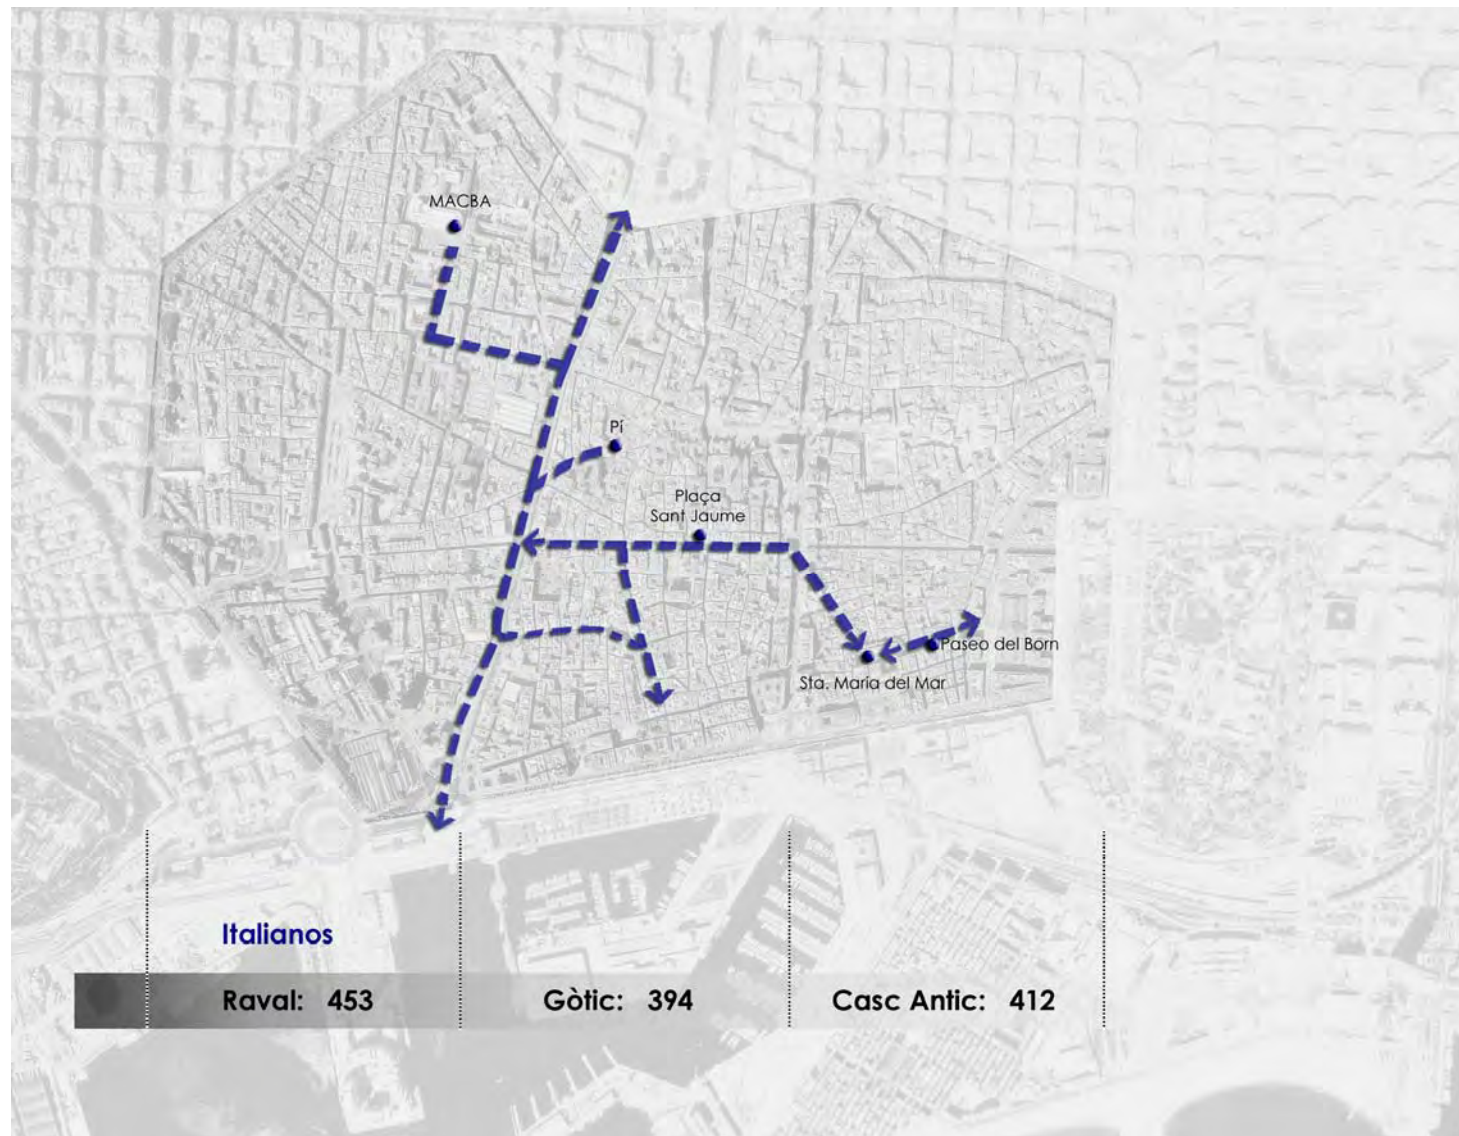 MACBA
Pí
Plaça
Sant Jaume
Paseo del Born
Sta. María del Mar
Italianos
Raval: 453 Gòtic: 394 Casc Antic: 412